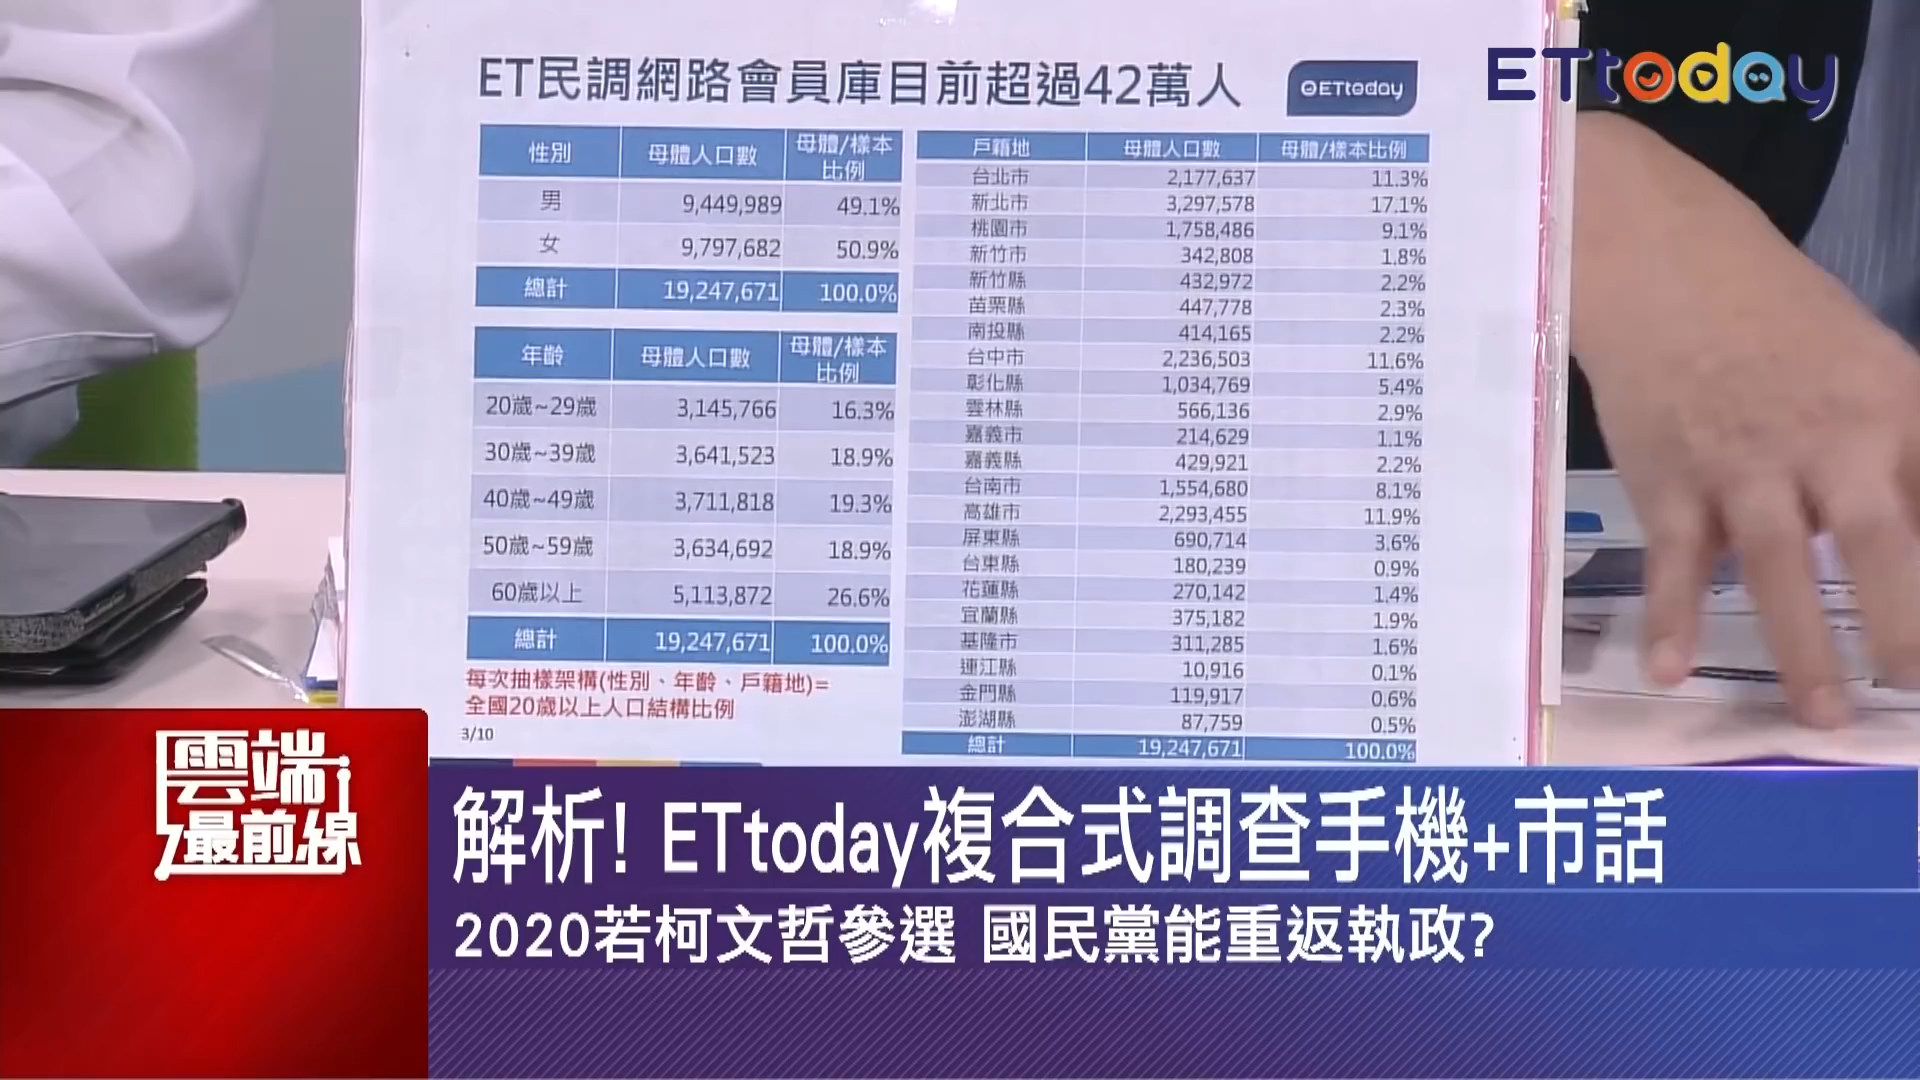 ET民調網路會員庫目前超過42萬人
ETtoday
ETtoday
性別 母體人口數 母體/樣本比例
男 9,449,989 49.1%
女 9,797,682 50.9%
總計 19,247,671 100.0%
年齡 母體人口數 母體/樣本比例
20歲~29歲 3,145,766 16.3%
30歲~39歲 3,641,523 18.9%
40歲~49歲 3,711,818 19.3%
50歲~59歲 3,634,692 18.9%
60歲以上 5,113,872 26.6%
總計 19,247,671 100.0%
每次抽樣架構(性別、年齡、戶籍地)=
全國20歲以上人口結構比例
3/10
戶籍地 母體人口數 母體/樣本比例
台北市 2,177,637 11.3%
新北市 3,297,578 17.1%
桃園市 1,758,486 9.1%
新竹市 342,808 1.8%
新竹縣 432,972 2.2%
苗栗縣 447,778 2.3%
南投縣 414,165 2.2%
台中市 2,236,503 11.6%
彰化縣 1,034,769 5.4%
雲林縣 566,136 2.9%
嘉義市 214,629 1.1%
嘉義縣 429,921 2.2%
台南市 1,554,680 8.1%
高雄市 2,293,455 11.9%
屏東縣 690,714 3.6%
台東縣 180,239 0.9%
花蓮縣 270,142 1.4%
宜蘭縣 375,182 1.9%
基隆市 311,285 1.6%
連江縣 10,916 0.1%
金門縣 119,917 0.6%
澎湖縣 87,759 0.5%
總計 19,247,671 100.0%
雲端
最前線
解析! ETtoday複合式調查手機+市話
2020若柯文哲參選 國民黨能重返執政?